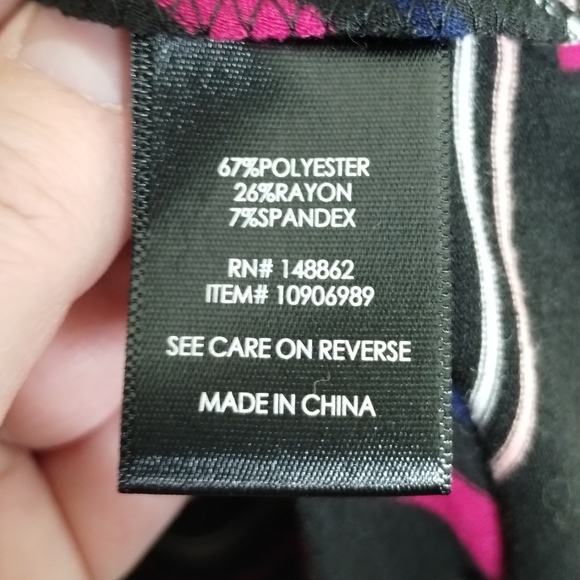 67%POLYESTER
26%RAYON
7%SPANDEX
RN# 148862
ITEM# 10906989
SEE CARE ON REVERSE
MADE IN CHINA